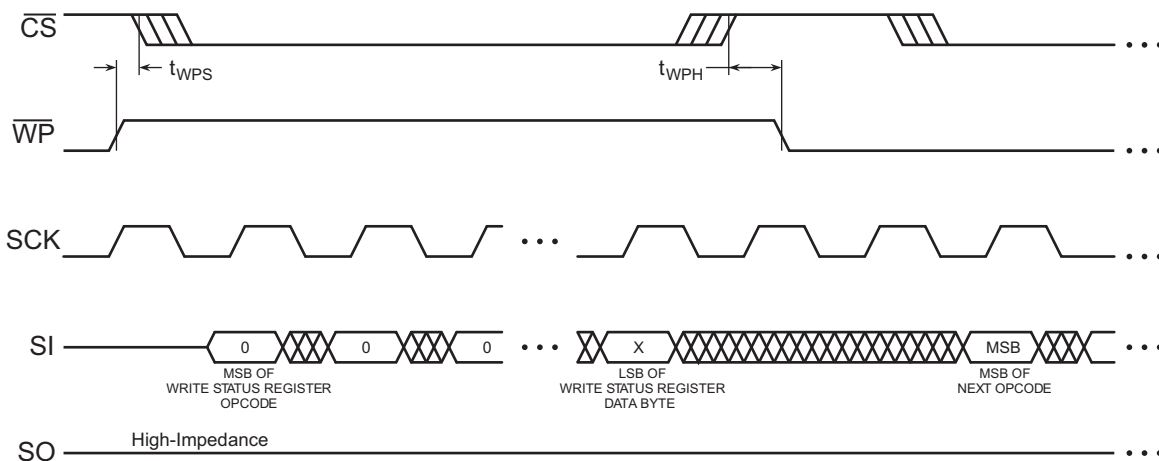 CS
tWPS
tWPH
WP
SCK
• • •
SI
0
0
0
• • •
X
MSB
MSB OF
WRITE STATUS REGISTER
OPCODE
LSB OF
WRITE STATUS REGISTER
DATA BYTE
MSB OF
NEXT OPCODE
High-Impedance
SO